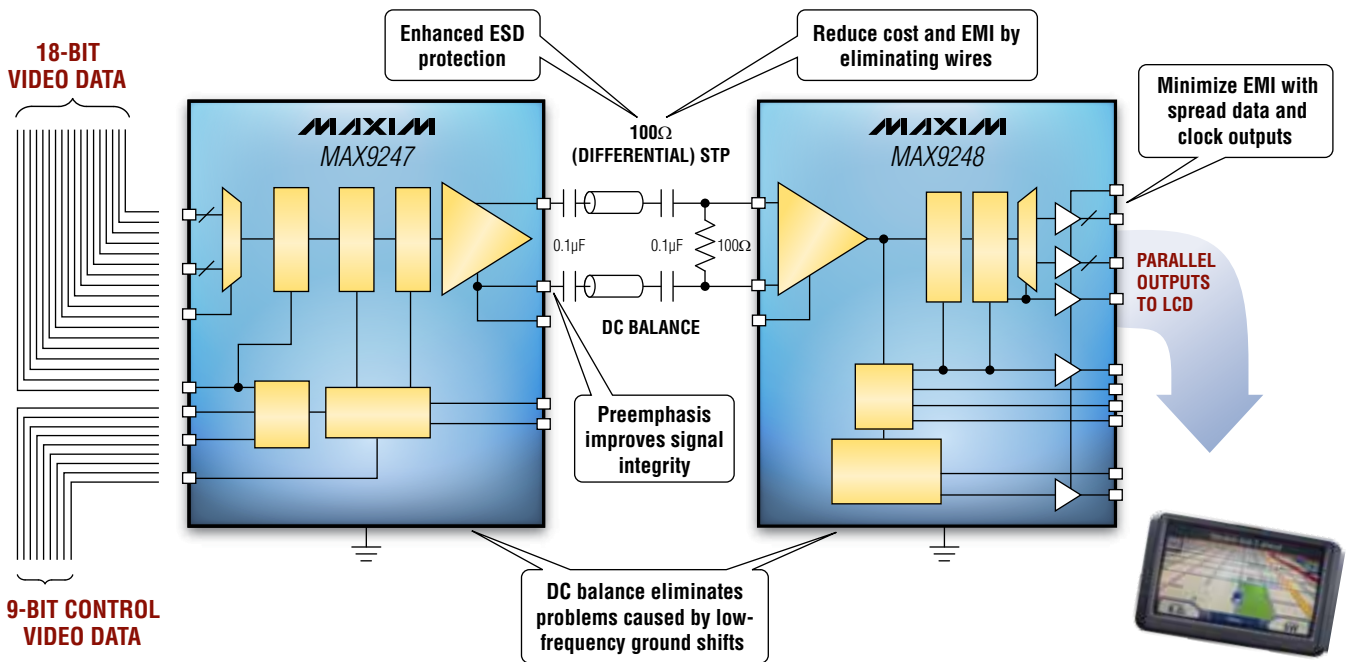 18-BIT
VIDEO DATA
Enhanced ESD
protection
Reduce cost and EMI by
eliminating wires
Minimize EMI with
spread data and
clock outputs
MAXIM
MAX9247
100Ω
(DIFFERENTIAL) STP
MAXIM
MAX9248
0.1µF
0.1µF
100Ω
DC BALANCE
PARALLEL
OUTPUTS
TO LCD
Preemphasis
improves signal
integrity
DC balance eliminates
problems caused by low-
frequency ground shifts
9-BIT CONTROL
VIDEO DATA